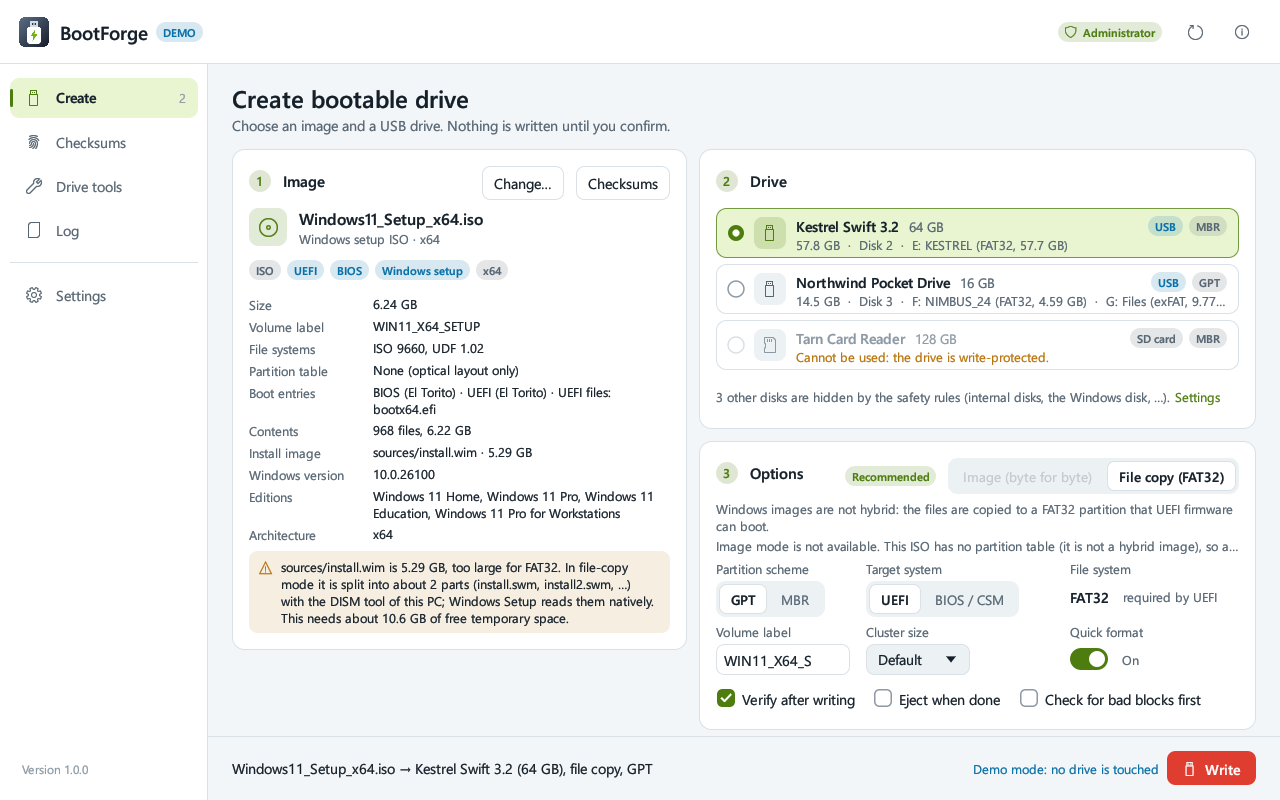 BootForge DEMO
Administrator
Create 2
Checksums
Drive tools
Log
Settings
Version 1.0.0
Create bootable drive
Choose an image and a USB drive. Nothing is written until you confirm.
1 Image
Change... Checksums
Windows11_Setup_x64.iso
Windows setup ISO · x64
ISO UEFI BIOS Windows setup x64
Size 6.24 GB
Volume label WIN11_X64_SETUP
File systems ISO 9660, UDF 1.02
Partition table None (optical layout only)
Boot entries BIOS (El Torito) · UEFI (El Torito) · UEFI files:
bootx64.efi
Contents 968 files, 6.22 GB
Install image sources/install.wim · 5.29 GB
Windows version 10.0.26100
Editions Windows 11 Home, Windows 11 Pro, Windows 11
Education, Windows 11 Pro for Workstations
Architecture x64
sources/install.wim is 5.29 GB, too large for FAT32. In file-copy
mode it is split into about 2 parts (install.swm, install2.swm, ...)
with the DISM tool of this PC; Windows Setup reads them natively.
This needs about 10.6 GB of free temporary space.
2 Drive
Kestrel Swift 3.2 64 GB USB MBR
57.8 GB · Disk 2 · E: KESTREL (FAT32, 57.7 GB)
Northwind Pocket Drive 16 GB USB GPT
14.5 GB · Disk 3 · F: NIMBUS_24 (FAT32, 4.59 GB) · G: Files (exFAT, 9.77...
Tarn Card Reader 128 GB SD card MBR
Cannot be used: the drive is write-protected.
3 other disks are hidden by the safety rules (internal disks, the Windows disk, ...). Settings
3 Options Recommended Image (byte for byte) File copy (FAT32)
Windows images are not hybrid: the files are copied to a FAT32 partition that UEFI firmware
can boot.
Image mode is not available. This ISO has no partition table (it is not a hybrid image), so a...
Partition scheme Target system File system
GPT MBR UEFI BIOS / CSM FAT32 required by UEFI
Volume label Cluster size Quick format
WIN11_X64_S Default On
Verify after writing Eject when done Check for bad blocks first
Windows11_Setup_x64.iso → Kestrel Swift 3.2 (64 GB), file copy, GPT
Demo mode: no drive is touched Write